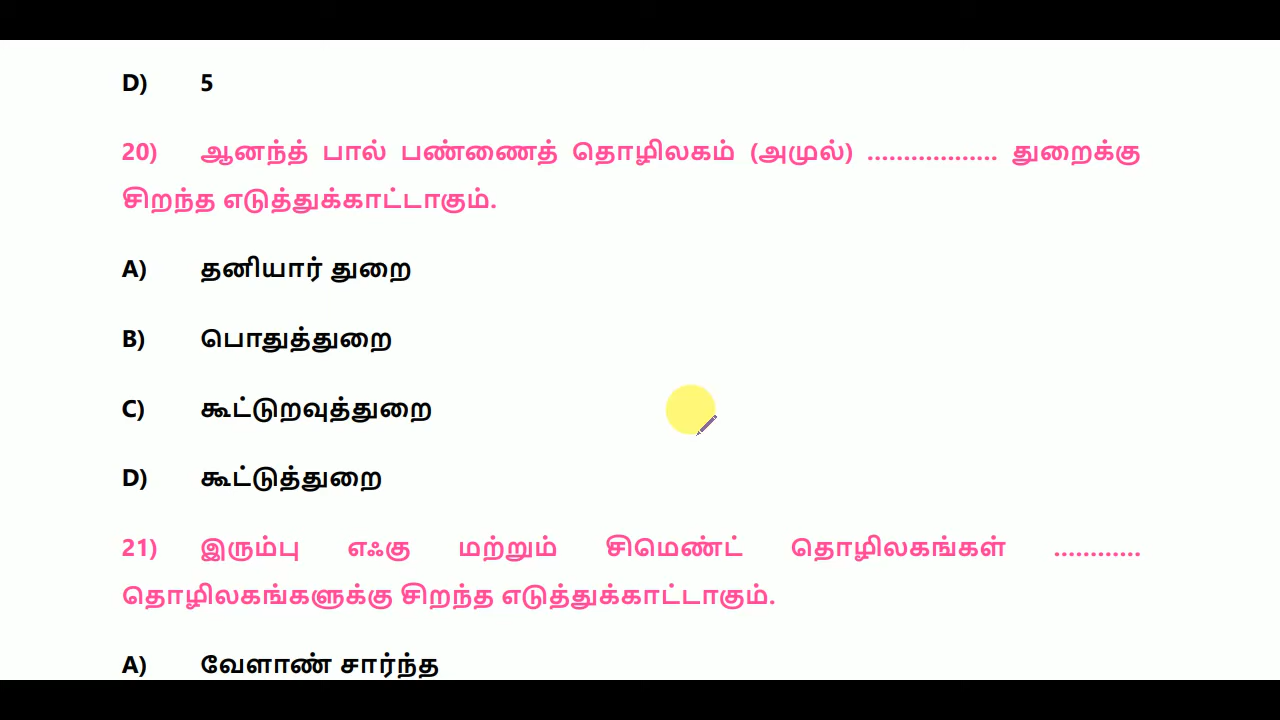 D) 5
20) ஆனந்த் பால் பண்ணைத் தொழிலகம் (அமுல்) .................. துறைக்கு
சிறந்த எடுத்துக்காட்டாகும்.
A) தனியார் துறை
B) பொதுத்துறை
C) கூட்டுறவுத்துறை
D) கூட்டுத்துறை
21) இரும்பு எஃகு மற்றும் சிமெண்ட் தொழிலகங்கள் ............
தொழிலகங்களுக்கு சிறந்த எடுத்துக்காட்டாகும்.
A) வேளாண் சார்ந்த